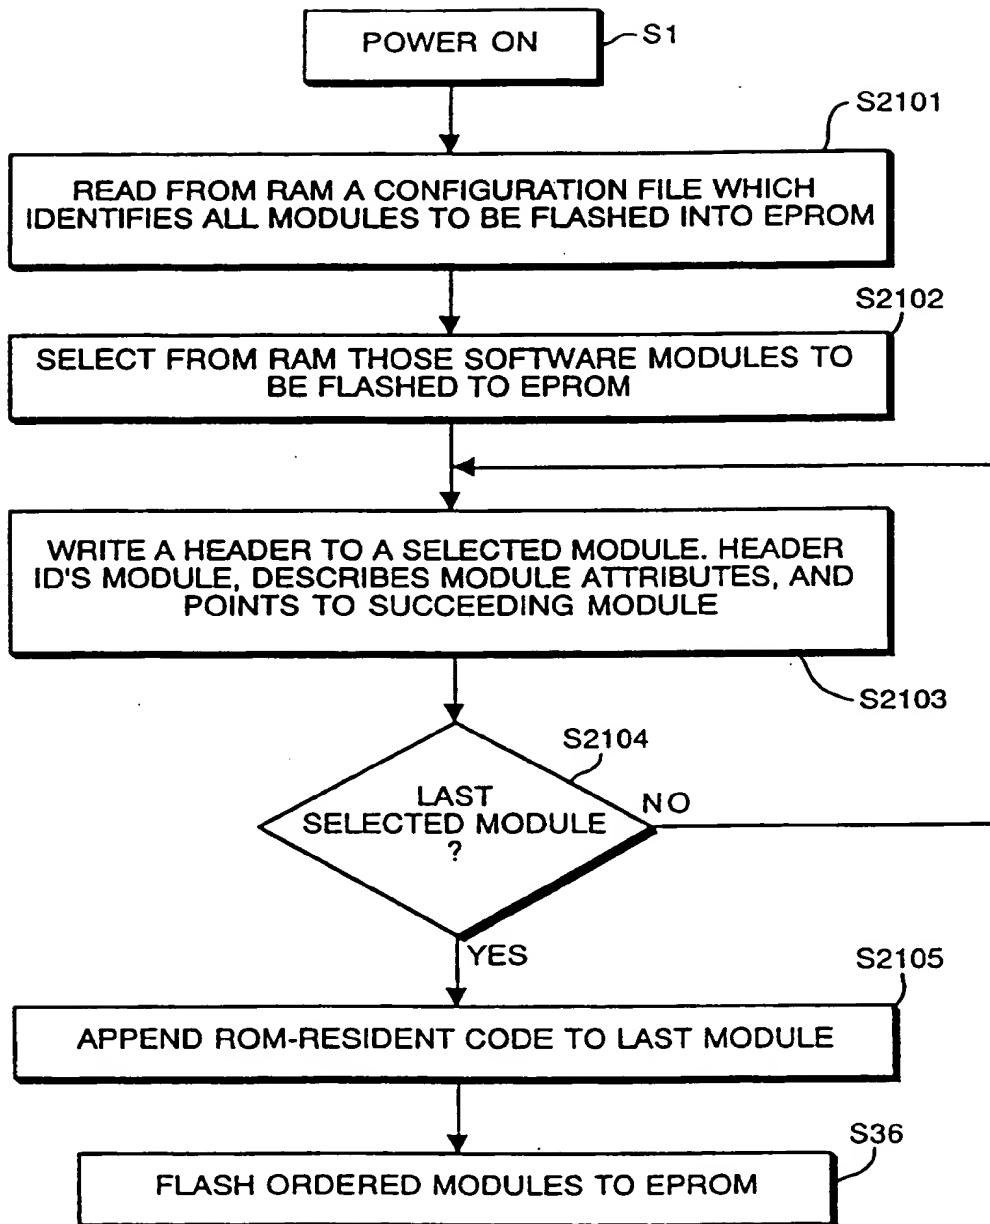 POWER ON
S1
S2101
READ FROM RAM A CONFIGURATION FILE WHICH
IDENTIFIES ALL MODULES TO BE FLASHED INTO EPROM
S2102
SELECT FROM RAM THOSE SOFTWARE MODULES TO
BE FLASHED TO EPROM
WRITE A HEADER TO A SELECTED MODULE. HEADER
ID'S MODULE, DESCRIBES MODULE ATTRIBUTES, AND
POINTS TO SUCCEEDING MODULE
S2103
S2104
LAST
SELECTED MODULE
?
NO
YES
S2105
APPEND ROM-RESIDENT CODE TO LAST MODULE
S36
FLASH ORDERED MODULES TO EPROM